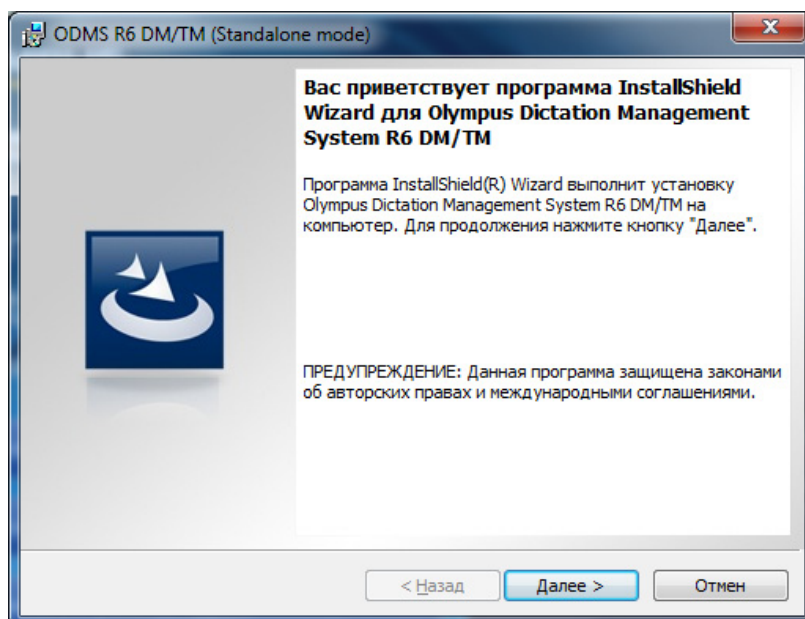 ODMS R6 DM/TM (Standalone mode)
Вас приветствует программа InstallShield
Wizard для Olympus Dictation Management
System R6 DM/TM
Программа InstallShield(R) Wizard выполнит установку
Olympus Dictation Management System R6 DM/TM на
компьютер. Для продолжения нажмите кнопку "Далее".
ПРЕДУПРЕЖДЕНИЕ: Данная программа защищена законами
об авторских правах и международными соглашениями.
< Назад
Далее >
Отмен